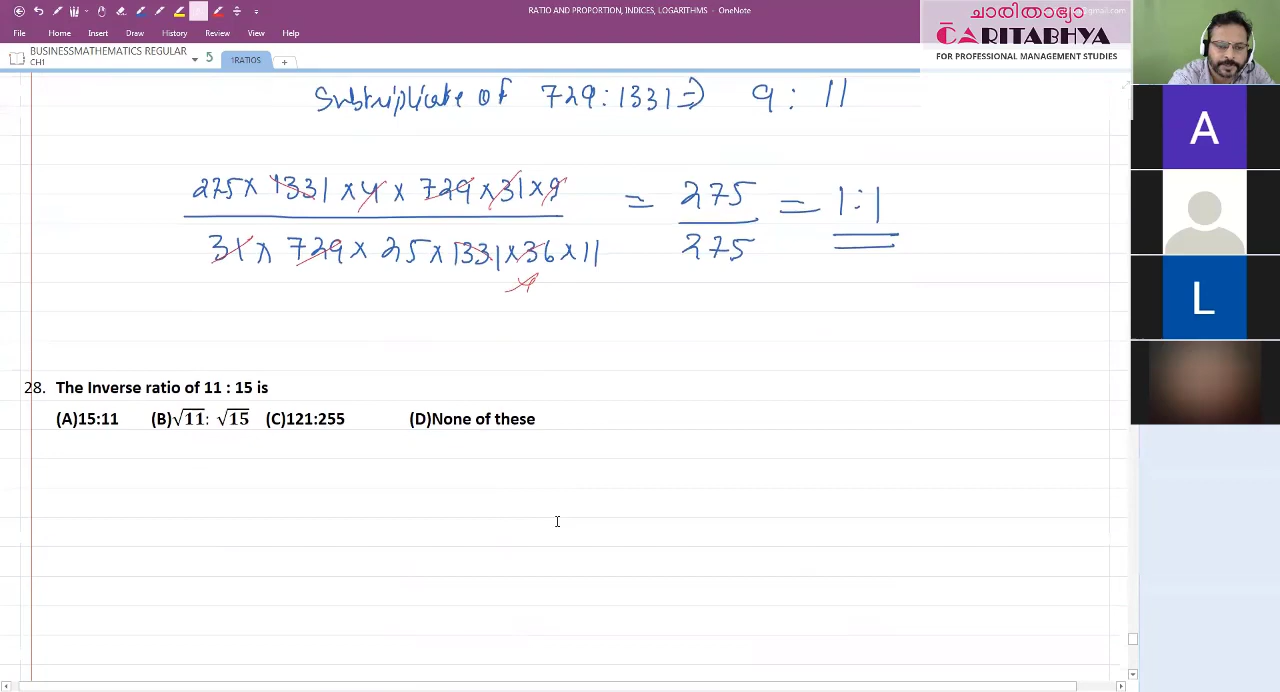 RATIO AND PROPORTION, INDICES, LOGARITHMS - OneNote
File Home Insert Draw History Review View Help
BUSINESSMATHEMATICS REGULAR
CH1
5
1RATIOS
+
ചാരിതാഭ്യാ
@gmail.com
CARITABHYA
FOR PROFESSIONAL MANAGEMENT STUDIES
Subtriplicate of 729:1331 => 9 : 11
275 × 1331 × 4 × 729 × 31 × 9
31 × 729 × 25 × 1331 × 36 × 11
4
= 275 / 275 = 1:1
28. The Inverse ratio of 11 : 15 is
(A)15:11 (B)√11: √15 (C)121:255 (D)None of these
A
L